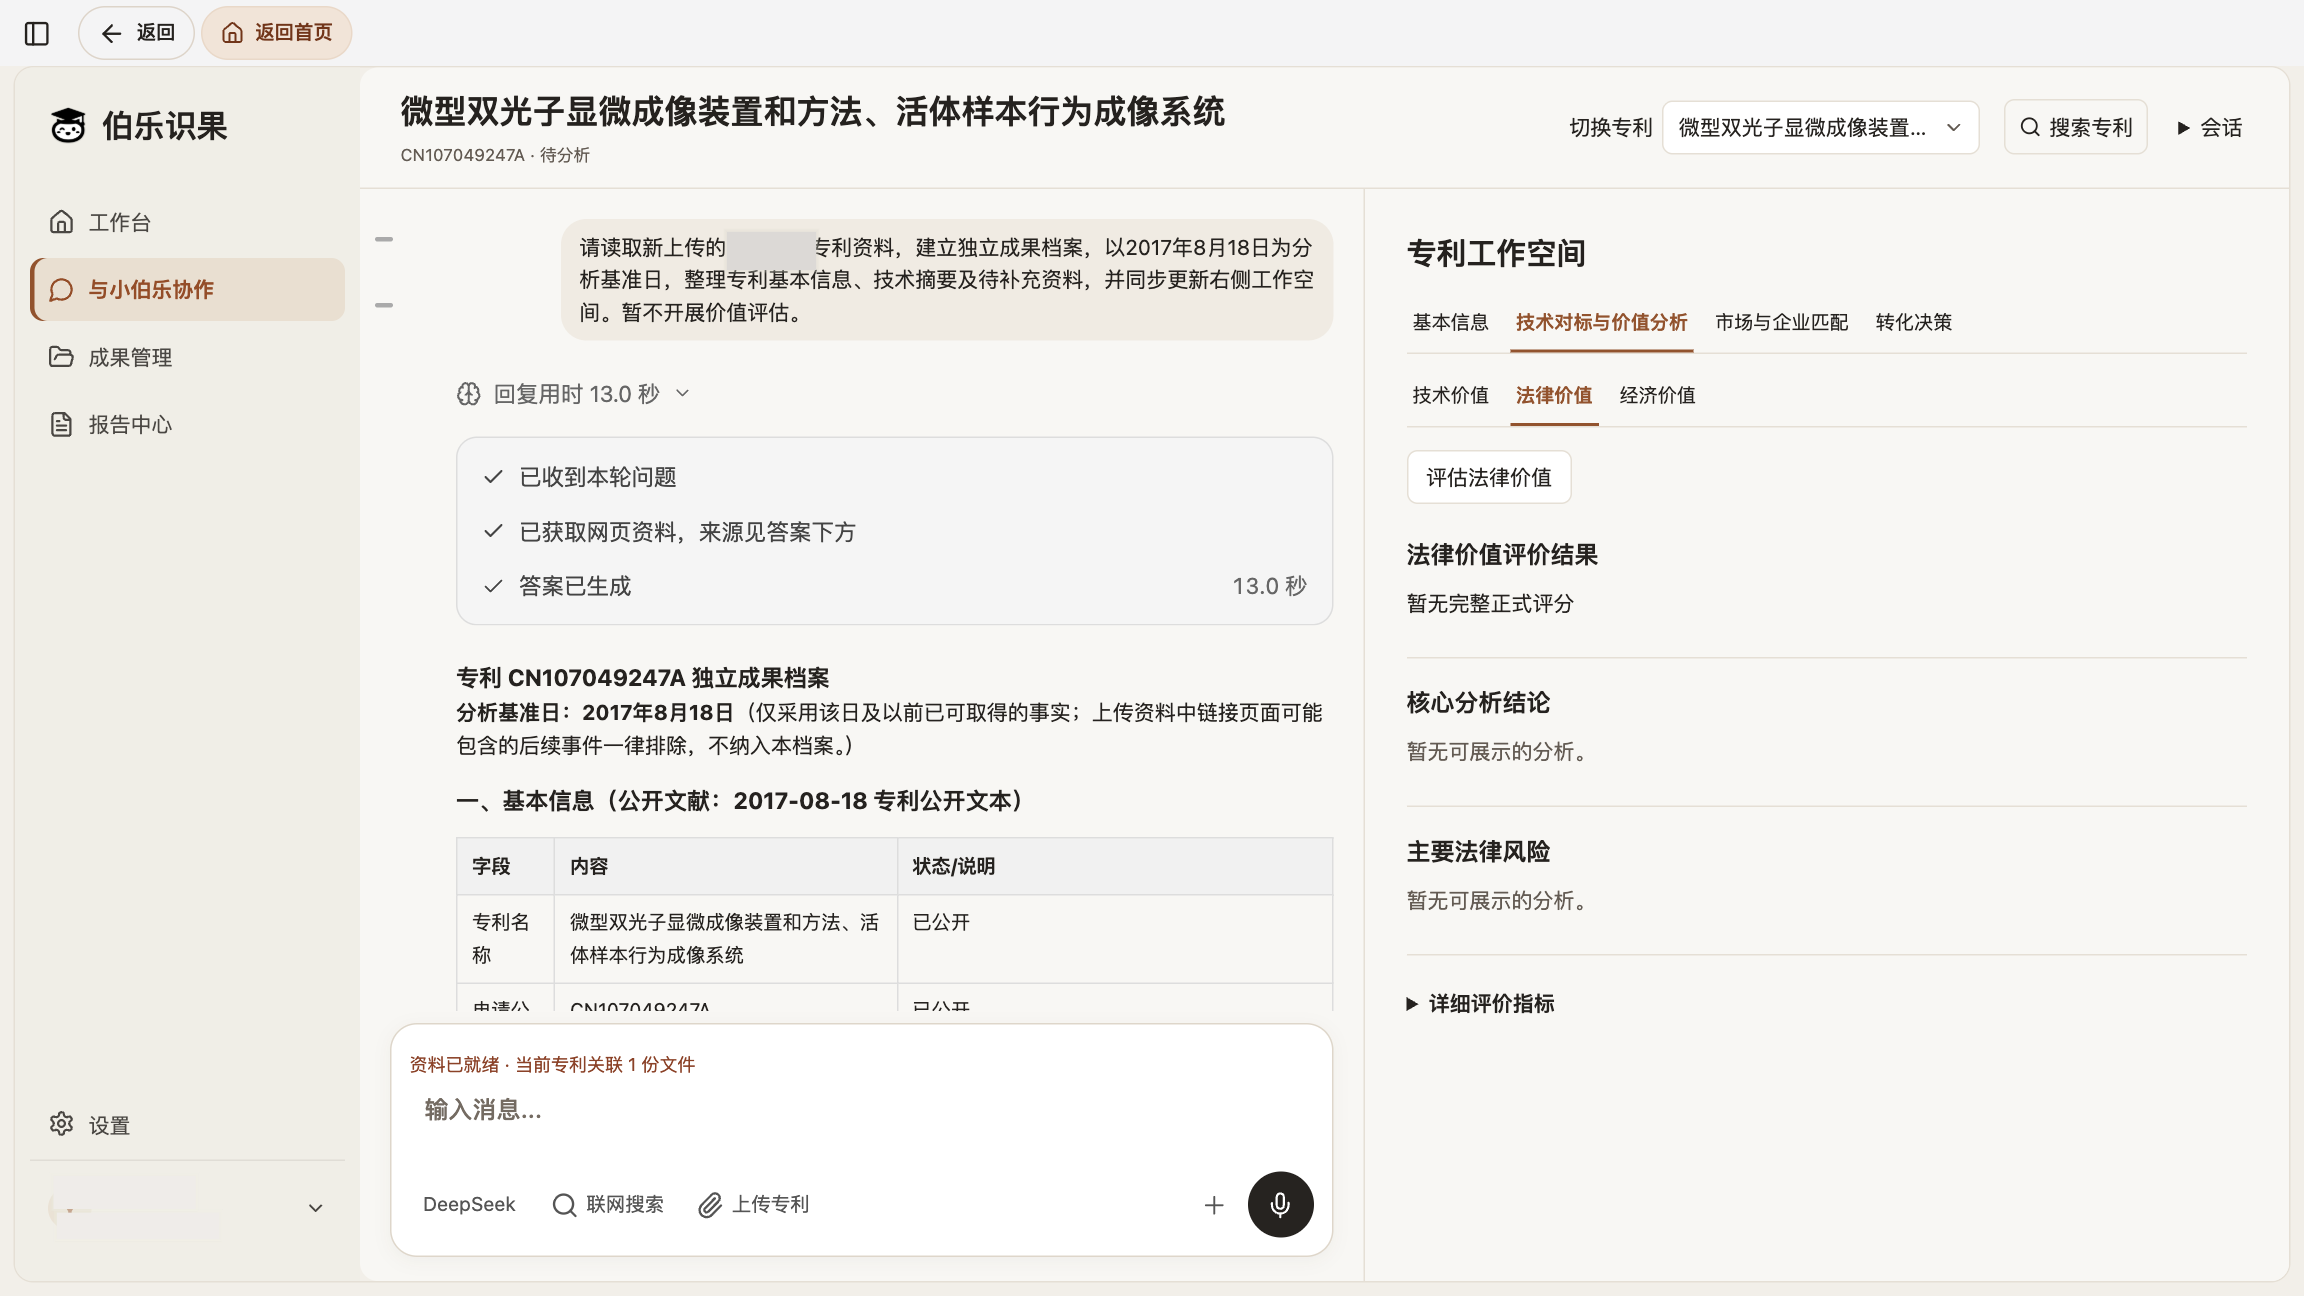 返回
返回首页
伯乐识果
工作台
与小伯乐协作
成果管理
报告中心
设置
微型双光子显微成像装置和方法、活体样本行为成像系统
CN107049247A · 待分析
切换专利
微型双光子显微成像装置...
搜索专利
▶ 会话
请读取新上传的 专利资料，建立独立成果档案，以2017年8月18日为分
析基准日，整理专利基本信息、技术摘要及待补充资料，并同步更新右侧工作空
间。暂不开展价值评估。
回复用时 13.0 秒
已收到本轮问题
已获取网页资料，来源见答案下方
答案已生成
13.0 秒
专利 CN107049247A 独立成果档案
分析基准日：2017年8月18日（仅采用该日及以前已可取得的事实；上传资料中链接页面可能
包含的后续事件一律排除，不纳入本档案。）
一、基本信息（公开文献：2017-08-18 专利公开文本）
字段
内容
状态/说明
专利名
称
微型双光子显微成像装置和方法、活
体样本行为成像系统
已公开
申请公
CN107049247A
已公开
资料已就绪 · 当前专利关联 1 份文件
输入消息...
DeepSeek
联网搜索
上传专利
专利工作空间
基本信息
技术对标与价值分析
市场与企业匹配
转化决策
技术价值
法律价值
经济价值
评估法律价值
法律价值评价结果
暂无完整正式评分
核心分析结论
暂无可展示的分析。
主要法律风险
暂无可展示的分析。
▶ 详细评价指标